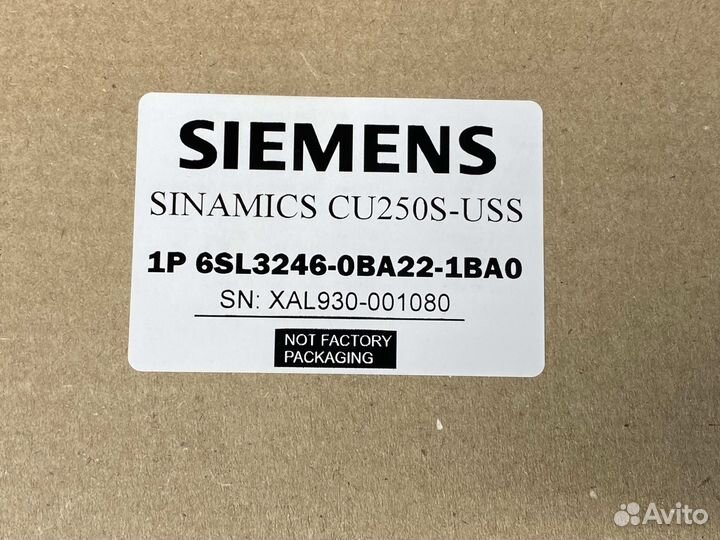 SIEMENS
SINAMICS CU250S-USS
1P 6SL3246-0BA22-1BA0
SN: XAL930-001080
NOT FACTORY
PACKAGING
Avito